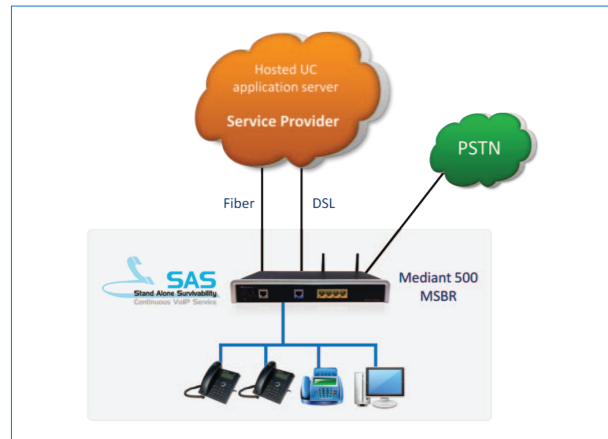 Hosted UC
application server
Service Provider
PSTN
Fiber
DSL
SAS
Stand Alone Survivability
Continuous VoIP Service
Mediant 500
MSBR